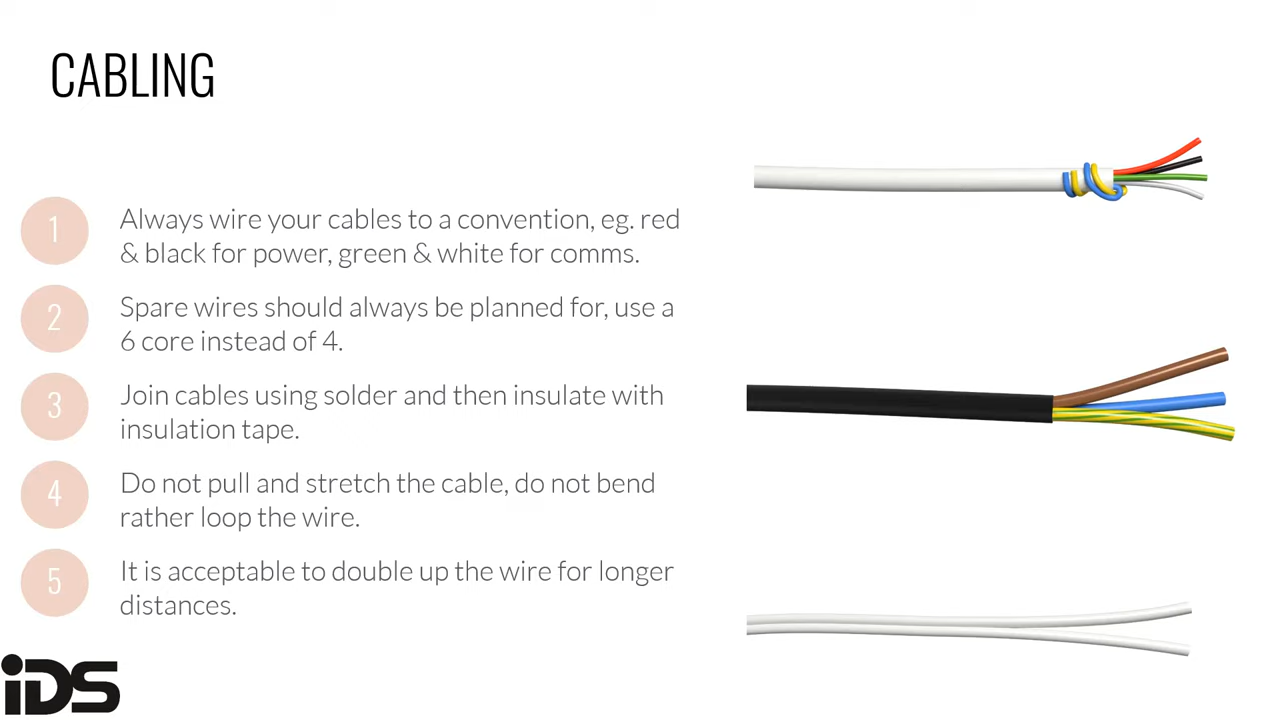 CABLING
1
Always wire your cables to a convention, eg. red
& black for power, green & white for comms.
2
Spare wires should always be planned for, use a
6 core instead of 4.
3
Join cables using solder and then insulate with
insulation tape.
4
Do not pull and stretch the cable, do not bend
rather loop the wire.
5
It is acceptable to double up the wire for longer
distances.
iDS